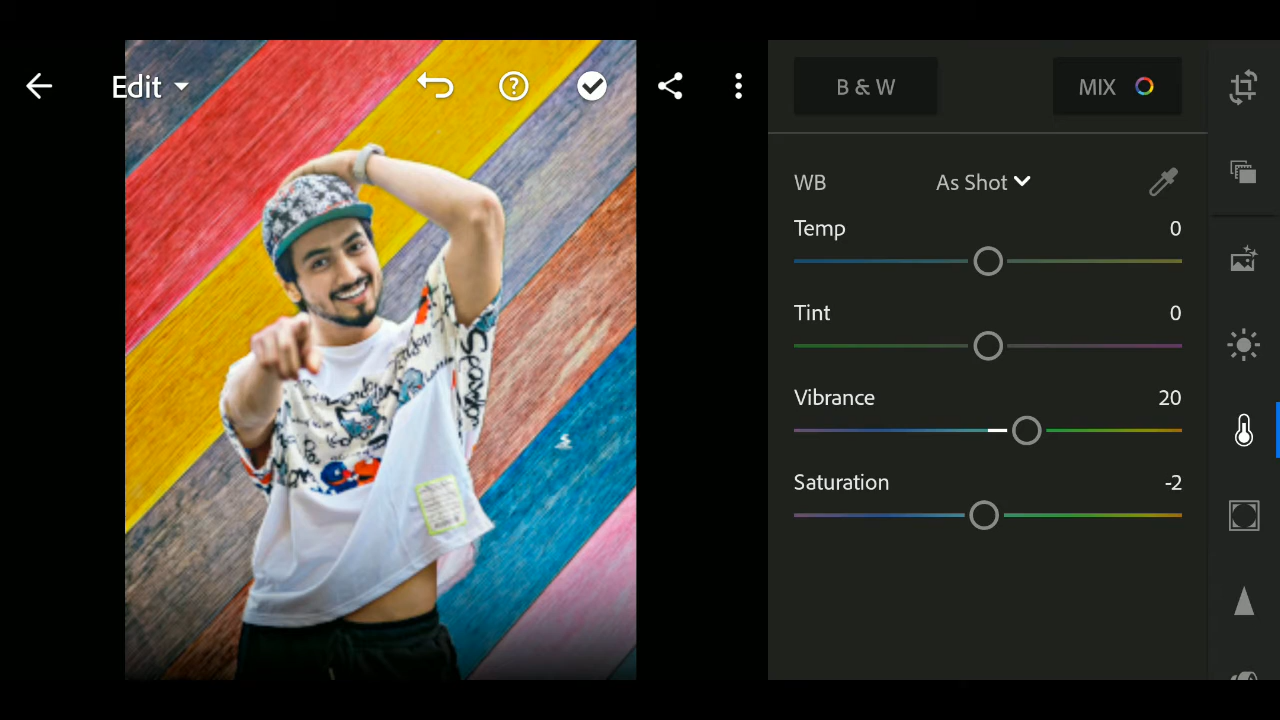 Edit
B & W
MIX
WB
As Shot
Temp
0
Tint
0
Vibrance
20
Saturation
-2